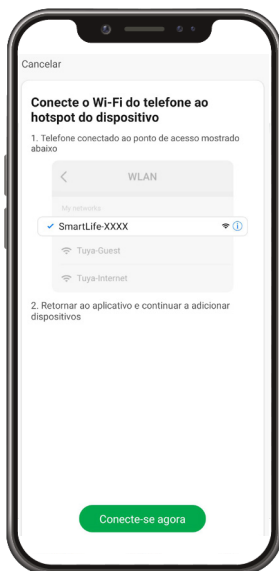 Cancelar
Conecte o Wi-Fi do telefone ao
hotspot do dispositivo
1. Telefone conectado ao ponto de acesso mostrado
abaixo
WLAN
My networks
SmartLife-XXXX
Tuya-Guest
Tuya-Internet
2. Retornar ao aplicativo e continuar a adicionar
dispositivos
Conecte-se agora